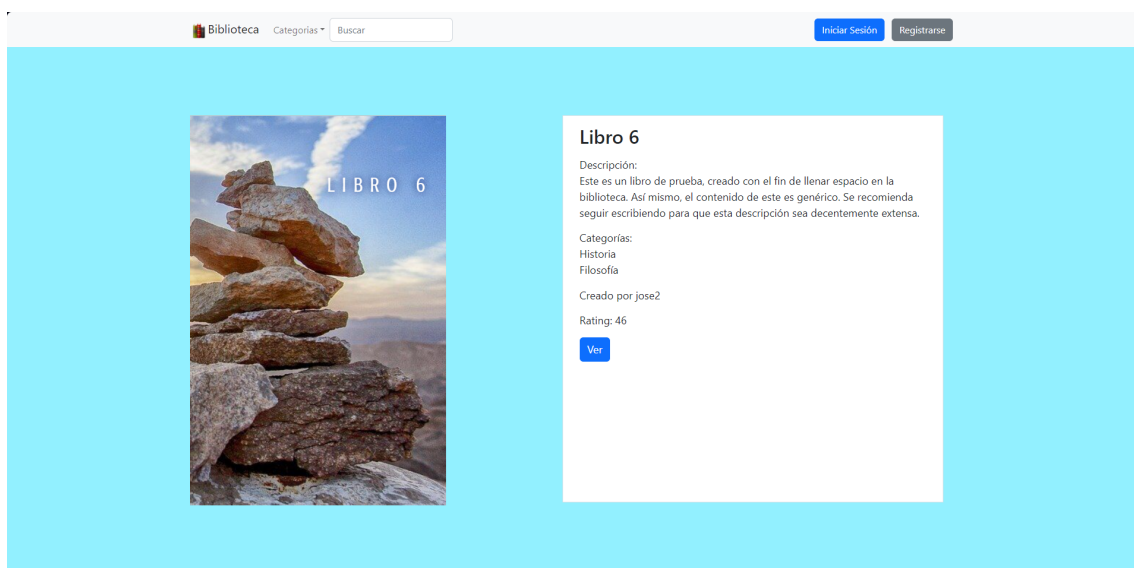 Biblioteca Categorias Buscar Iniciar Sesión Registrarse
LIBRO 6
Libro 6
Descripción:
Este es un libro de prueba, creado con el fin de llenar espacio en la
biblioteca. Así mismo, el contenido de este es genérico. Se recomienda
seguir escribiendo para que esta descripción sea decentemente extensa.
Categorías:
Historia
Filosofía
Creado por jose2
Rating: 46
Ver